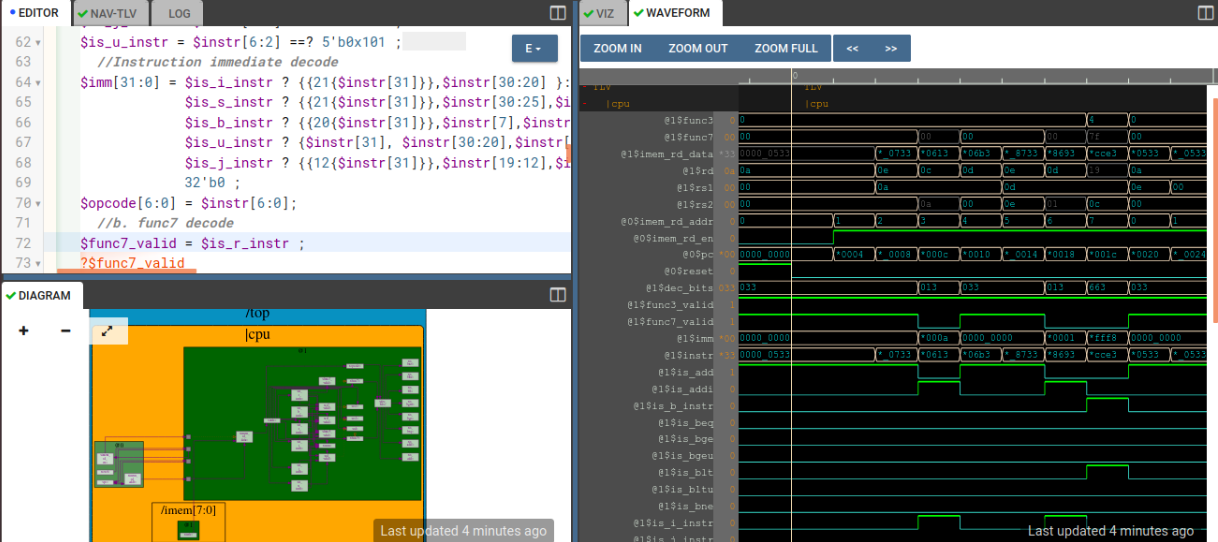 EDITOR
NAV-TLV
LOG
62 $is_u_instr = $instr[6:2] ==? 5'b0x101 ;
E
63 //Instruction immediate decode
64 $imm[31:0] = $is_i_instr ? {{21{$instr[31]}},$instr[30:20] }:
65 $is_s_instr ? {{21{$instr[31]}},$instr[30:25],$i
66 $is_b_instr ? {{20{$instr[31]}},$instr[7],$instr
67 $is_u_instr ? {$instr[31], $instr[30:20],$instr[
68 $is_j_instr ? {{12{$instr[31]}},$instr[19:12],$i
69 32'b0 ;
70 $opcode[6:0] = $instr[6:0];
71 //b. func7 decode
72 $func7_valid = $is_r_instr ;
73 ?$func7_valid
DIAGRAM
+ −
/top
|cpu
/imem[7:0]
Last updated 4 minutes ago
VIZ
WAVEFORM
ZOOM IN ZOOM OUT ZOOM FULL << >>
0
TLV TLV
|cpu |cpu
@1$func3 0 0 4 0
@1$func7 00 00 00 00 00 7f 00
@1$imem_rd_data *33 0000_0533 *_0733 *0613 *06b3 *_8733 *8693 *cce3 *0533 *_0533
@1$rd 0a 0a 0e 0c 0d 0e 0d 19 0a
@1$rs1 00 00 0a 0d 0e 00
@1$rs2 00 00 0a 00 0e 01 0c 00
@0$imem_rd_addr 0 0 1 2 3 4 5 6 7 0 1
@0$imem_rd_en 0
@0$pc *00 0000_0000 *0004 *_0008 *000c *0010 *_0014 *0018 *001c *0020 *_0024
@0$reset 0
@1$dec_bits 033 033 013 033 013 663 033
@1$func3_valid 1
@1$func7_valid 1
@1$imm *00 0000_0000 *000a 0000_0000 *0001 *fff8 0000_0000
@1$instr *33 0000_0533 *_0733 *0613 *06b3 *_8733 *8693 *cce3 *0533 *_0533
@1$is_add 1
@1$is_addi 0
@1$is_b_instr 0
@1$is_beq 0
@1$is_bge 0
@1$is_bgeu 0
@1$is_blt 0
@1$is_bltu 0
@1$is_bne 0
@1$is_i_instr 0
@1$is_j_instr 0
Last updated 4 minutes ago